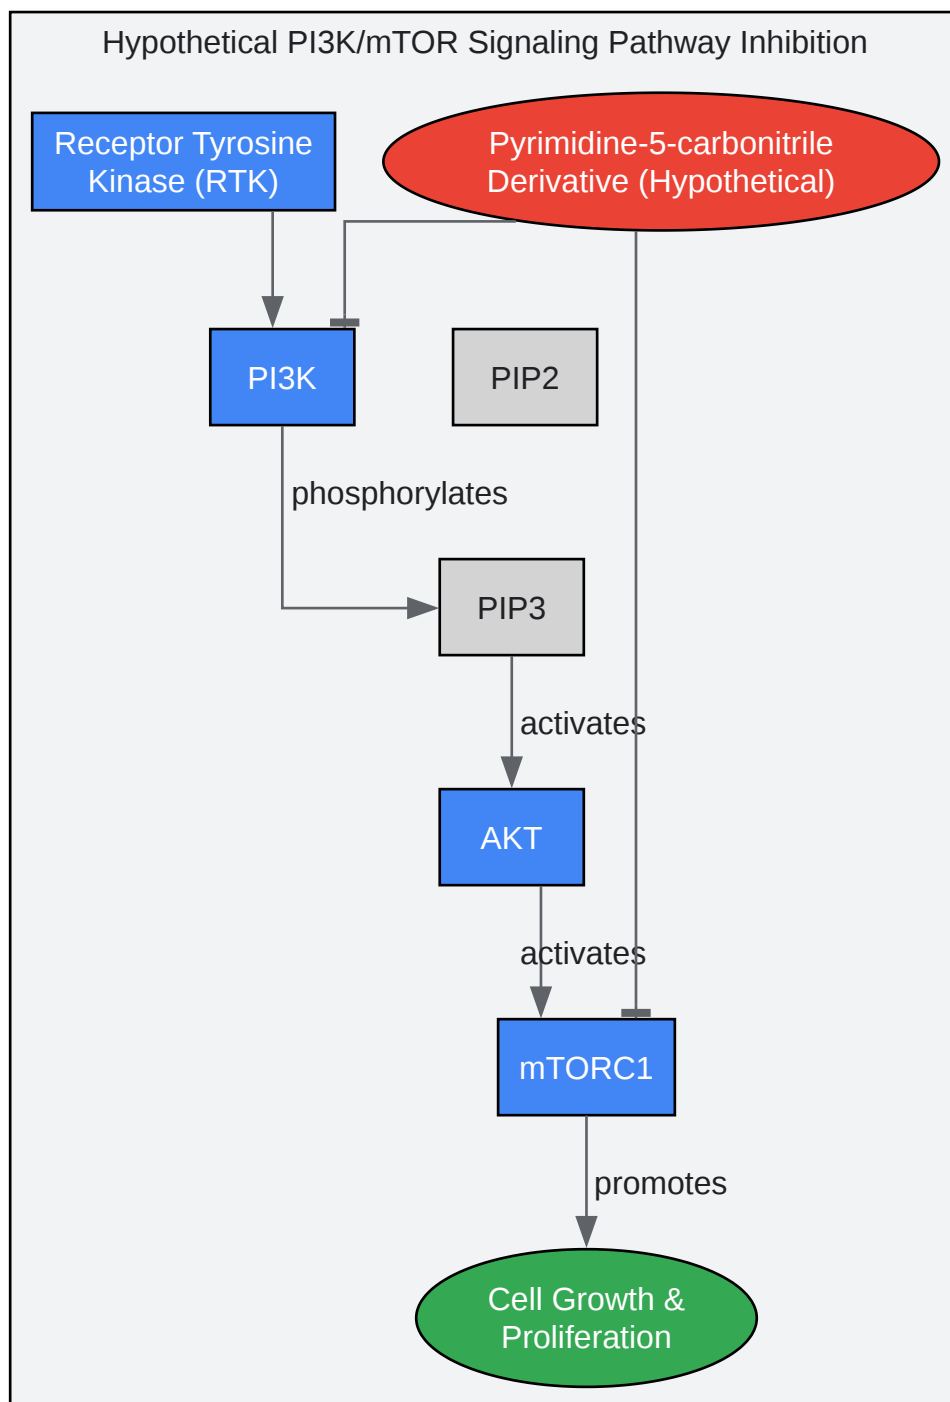 Hypothetical PI3K/mTOR Signaling Pathway Inhibition
Receptor Tyrosine
Kinase (RTK)
Pyrimidine-5-carbonitrile
Derivative (Hypothetical)
PI3K
PIP2
phosphorylates
PIP3
activates
AKT
activates
mTORC1
promotes
Cell Growth &
Proliferation